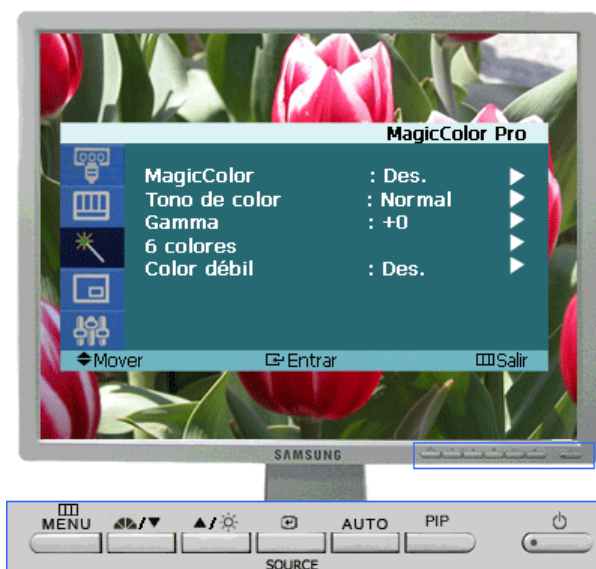 MagicColor Pro
MagicColor : Des.
Tono de color : Normal
Gamma : +0
6 colores
Color débil : Des.
Mover Entrar Salir
SAMSUNG
MENU / / AUTO PIP
SOURCE